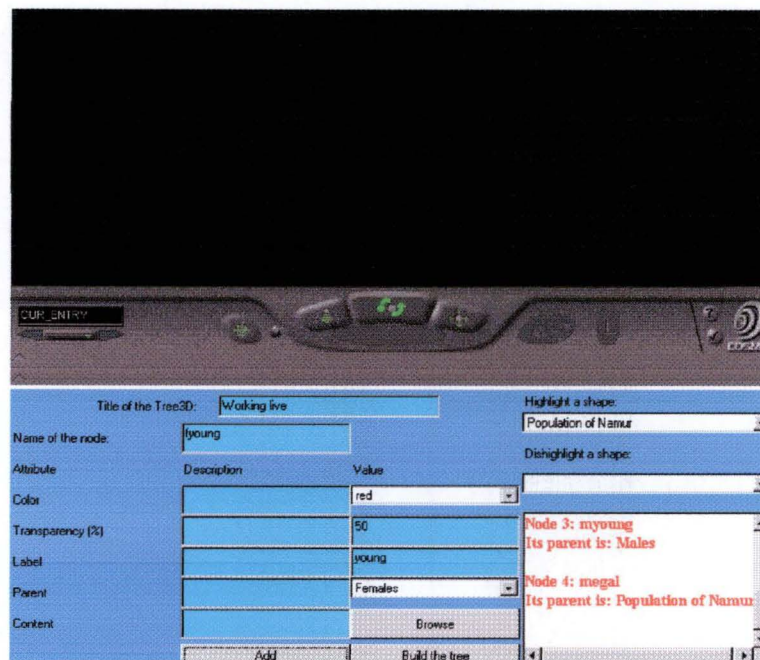 CUR_ENTRY
?
Title of the Tree3D: Working live
Name of the node: fyoung
Attribute Description Value
Color red
Transparency (%) 50
Label young
Parent Females
Content Browse
Add Build the tree
Highlight a shape:
Population of Namur
Dishighlight a shape:
Node 3: myoung
Its parent is: Males
Node 4: megal
Its parent is: Population of Namur